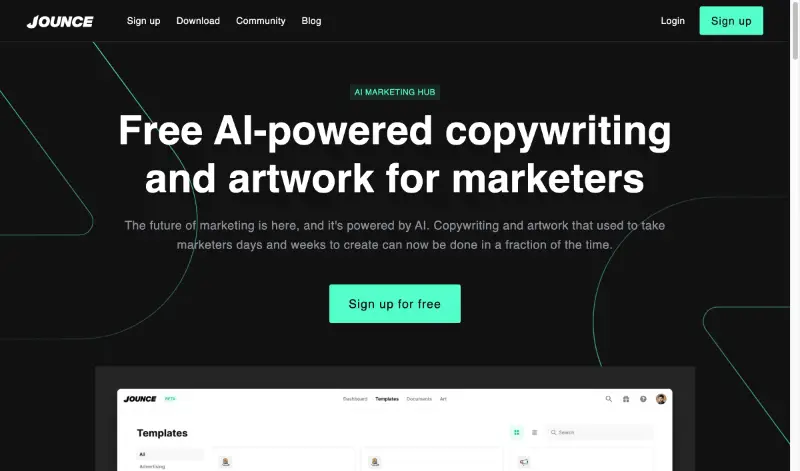 JOUNCE Sign up Download Community Blog Login Sign up
AI MARKETING HUB
Free AI-powered copywriting
and artwork for marketers
The future of marketing is here, and it's powered by AI. Copywriting and artwork that used to take
marketers days and weeks to create can now be done in a fraction of the time.
Sign up for free
JOUNCE BETA Dashboard Templates Documents Art
Templates
Search
All
Advertising